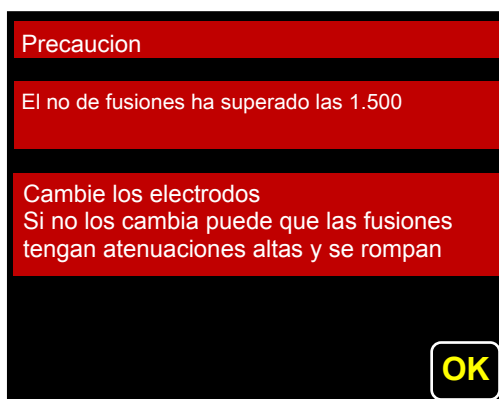 Precaucion
El no de fusiones ha superado las 1.500
Cambie los electrodos
Si no los cambia puede que las fusiones
tengan atenuaciones altas y se rompan
OK